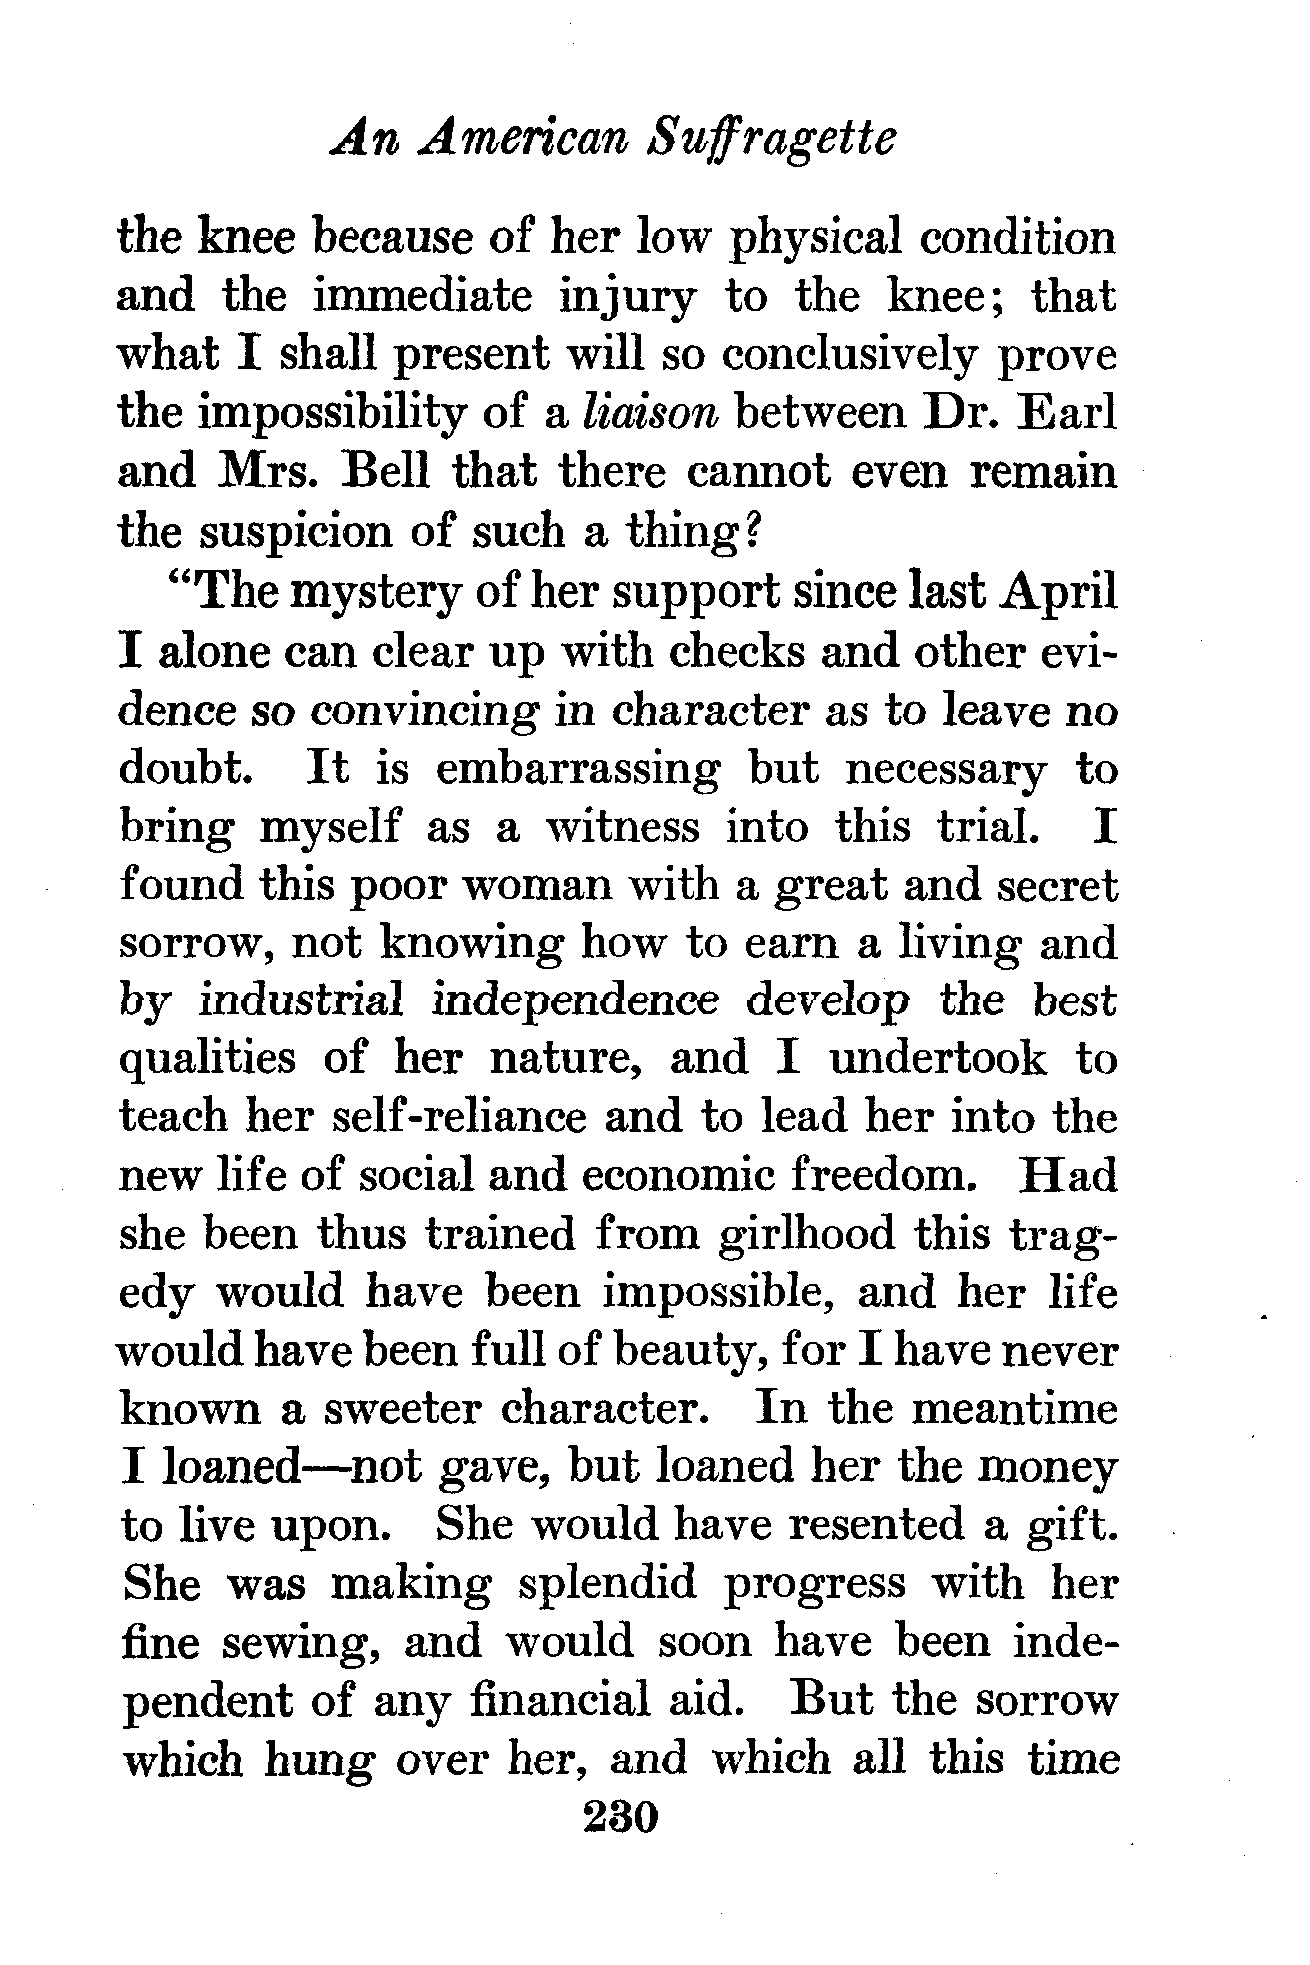 An American Suffragette
the knee because of her low physical condition
and the immediate injury to the knee; that
what I shall present will so conclusively prove
the impossibility of a liaison between Dr. Earl
and Mrs. Bell that there cannot even remain
the suspicion of such a thing?
“The mystery of her support since last April
I alone can clear up with checks and other evi-
dence so convincing in character as to leave no
doubt. It is embarrassing but necessary to
bring myself as a witness into this trial. I
found this poor woman with a great and secret
sorrow, not knowing how to earn a living and
by industrial independence develop the best
qualities of her nature, and I undertook to
teach her self-reliance and to lead her into the
new life of social and economic freedom. Had
she been thus trained from girlhood this trag-
edy would have been impossible, and her life
would have been full of beauty, for I have never
known a sweeter character. In the meantime
I loaned—not gave, but loaned her the money
to live upon. She would have resented a gift.
She was making splendid progress with her
fine sewing, and would soon have been inde-
pendent of any financial aid. But the sorrow
which hung over her, and which all this time
230